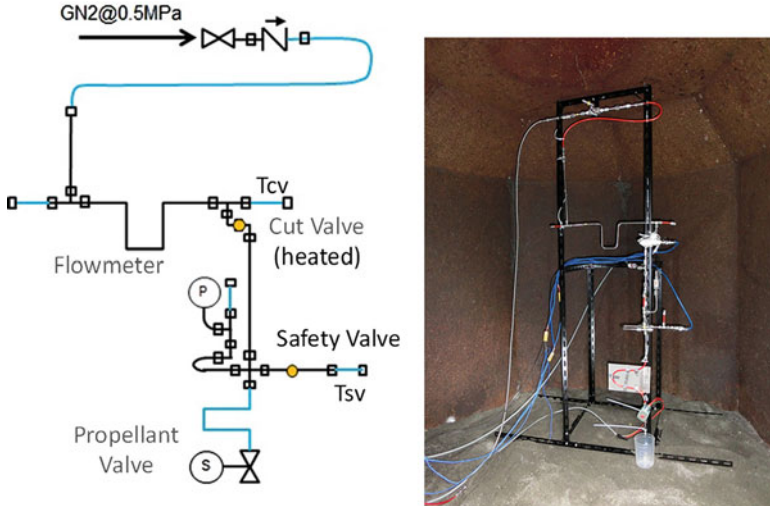 GN2@0.5MPa
Tcv
Cut Valve
(heated)
Flowmeter
P
Safety Valve
Tsv
Propellant
Valve
S